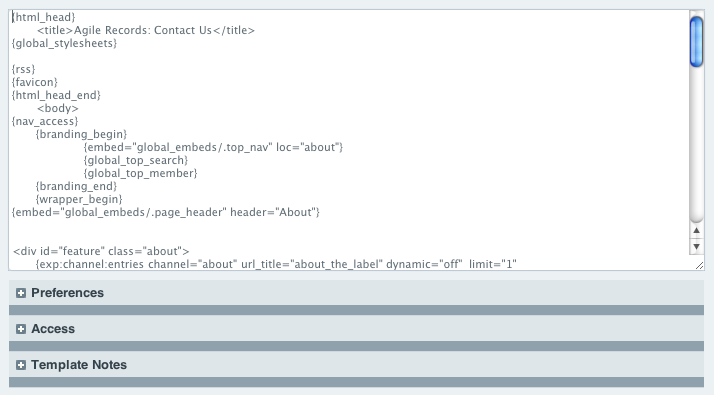 {html_head}
<title>Agile Records: Contact Us</title>
{global_stylesheets}
{rss}
{favicon}
{html_head_end}
<body>
{nav_access}
{branding_begin}
{embed="global_embeds/.top_nav" loc="about"}
{global_top_search}
{global_top_member}
{branding_end}
{wrapper_begin}
{embed="global_embeds/.page_header" header="About"}
<div id="feature" class="about">
{exp:channel:entries channel="about" url_title="about_the_label" dynamic="off" limit="1"
Preferences
Access
Template Notes